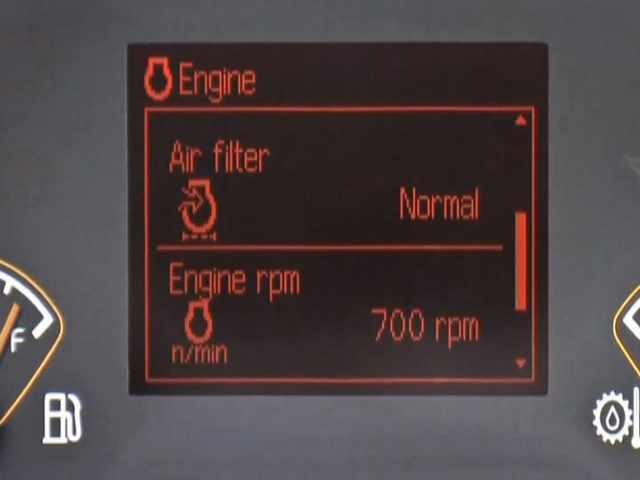 Engine
Air filter
Normal
Engine rpm
700 rpm
n/min
F